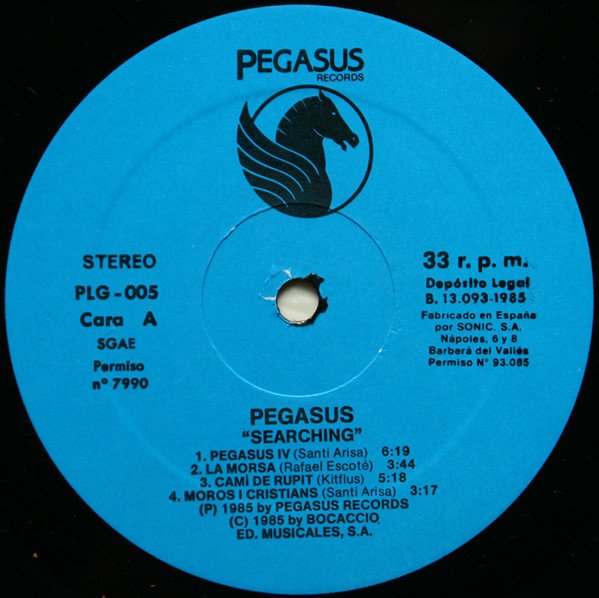 PEGASUS
RECORDS
STEREO
PLG-005
Cara A
SGAE
Permiso
nº 7990
33 r. p. m.
Depósito Legal
B. 13.093-1985
Fabricado en España
por SONIC. S.A.
Nápoles, 6 y 8
Barberá del Vallés
Permiso Nº 93.085
PEGASUS
"SEARCHING"
1. PEGASUS IV (Santi Arisa) 6:19
2. LA MORSA (Rafael Escoté) 3:44
3. CAMÍ DE RUPIT (Kitflus) 5:18
4. MOROS I CRISTIANS (Santi Arisa) 3:17
(P) 1985 by PEGASUS RECORDS
(C) 1985 by BOCACCIO
ED. MUSICALES, S.A.